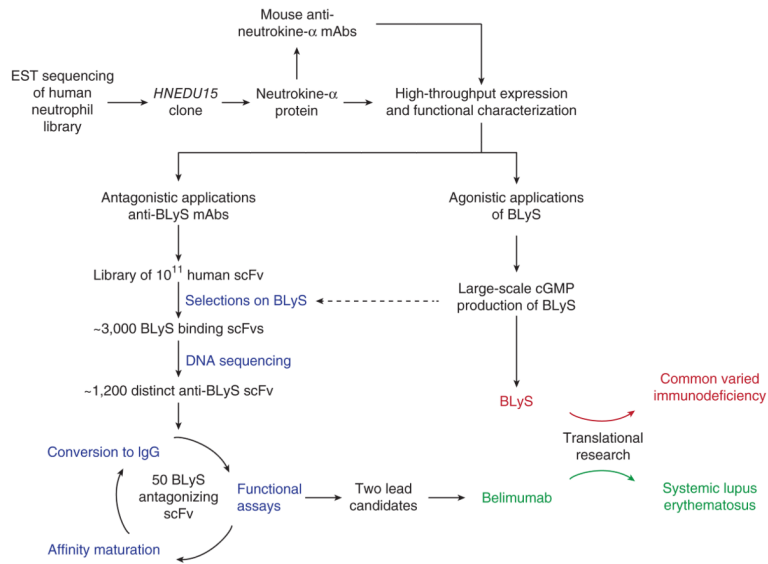 Mouse anti-
neutrokine-α mAbs
EST sequencing
of human
neutrophil
library
HNEDU15
clone
Neutrokine-α
protein
High-throughput expression
and functional characterization
Antagonistic applications
anti-BLyS mAbs
Agonistic applications
of BLyS
Library of 10¹¹ human scFv
Selections on BLyS
Large-scale cGMP
production of BLyS
~3,000 BLyS binding scFvs
DNA sequencing
~1,200 distinct anti-BLyS scFv
BLyS
Common varied
immunodeficiency
Translational
research
Conversion to IgG
50 BLyS
antagonizing
scFv
Functional
assays
Two lead
candidates
Belimumab
Systemic lupus
erythematosus
Affinity maturation